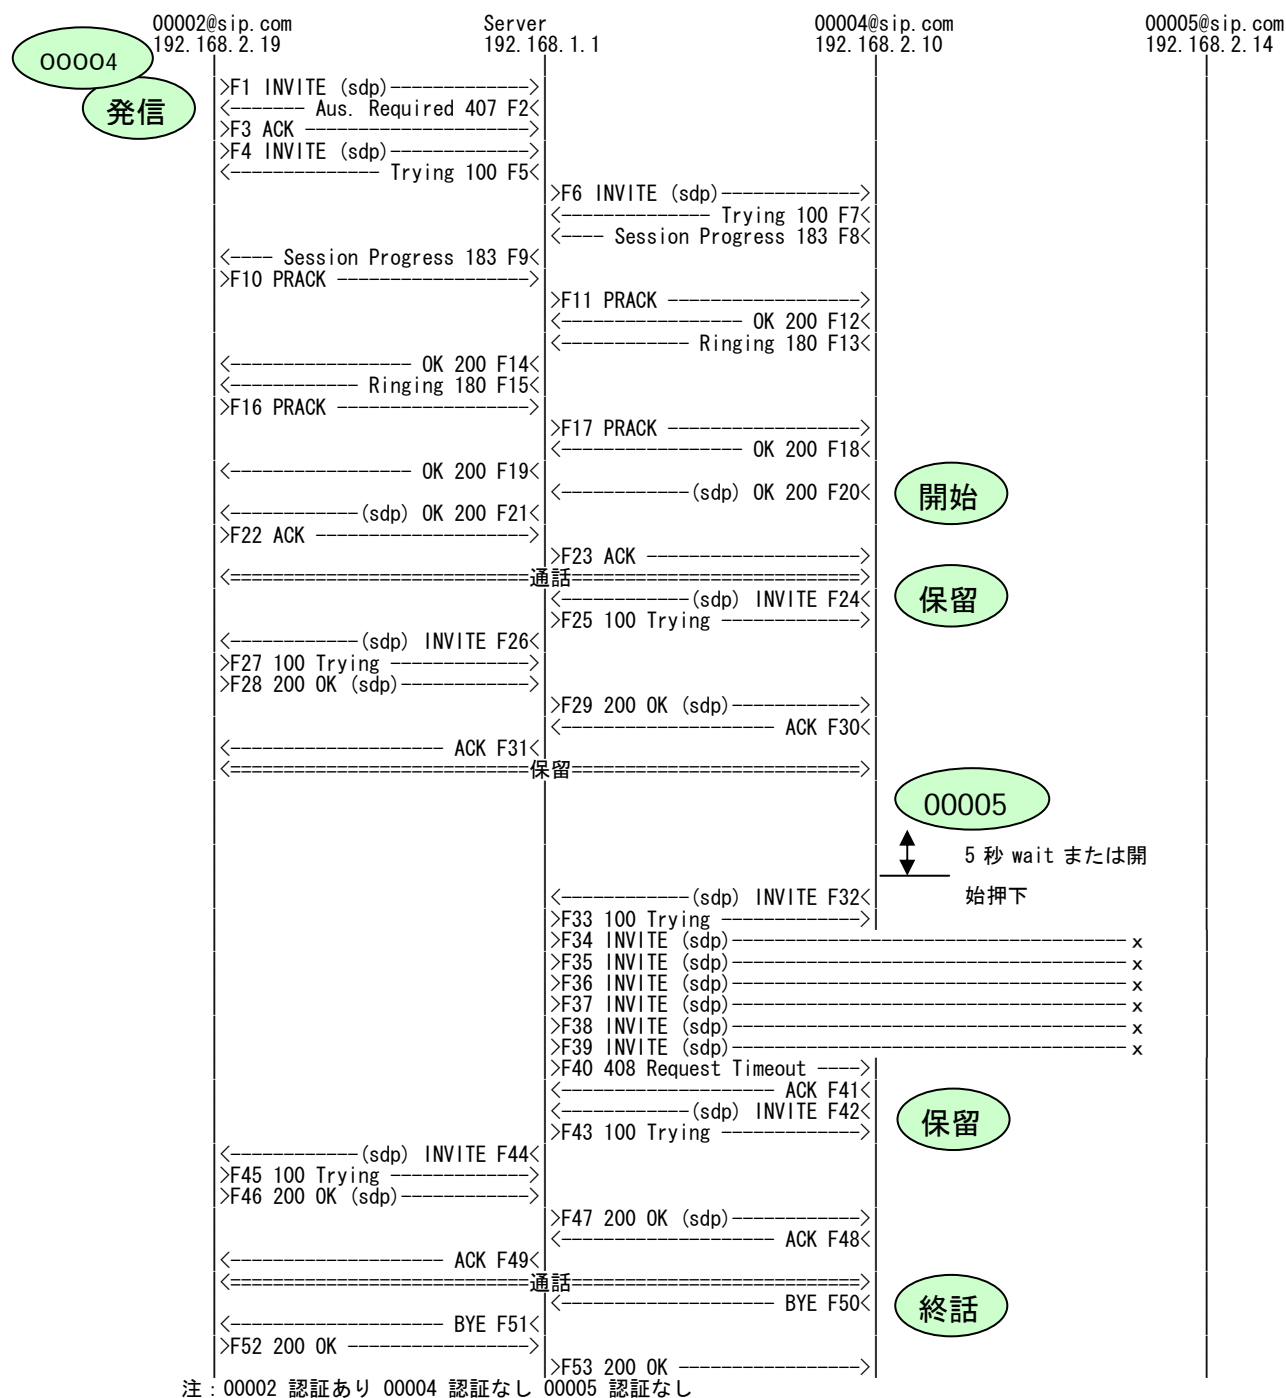 00002@sip.com Server 00004@sip.com 00005@sip.com
192.168.2.19 192.168.1.1 192.168.2.10 192.168.2.14
00004
発信
>F1 INVITE (sdp)------------->
<------- Aus. Required 407 F2<
>F3 ACK --------------------->
>F4 INVITE (sdp)------------->
<-------------- Trying 100 F5<
>F6 INVITE (sdp)------------->
<-------------- Trying 100 F7<
<---- Session Progress 183 F8<
<---- Session Progress 183 F9<
>F10 PRACK ------------------>
>F11 PRACK ------------------>
<----------------- OK 200 F12<
<------------ Ringing 180 F13<
<----------------- OK 200 F14<
<------------ Ringing 180 F15<
>F16 PRACK ------------------>
>F17 PRACK ------------------>
<----------------- OK 200 F18<
<----------------- OK 200 F19<
<------------(sdp) OK 200 F20<
開始
<------------(sdp) OK 200 F21<
>F22 ACK -------------------->
>F23 ACK -------------------->
<============================通話===========================>
<------------(sdp) INVITE F24<
保留
>F25 100 Trying ------------->
<------------(sdp) INVITE F26<
>F27 100 Trying ------------->
>F28 200 OK (sdp)------------>
>F29 200 OK (sdp)------------>
<-------------------- ACK F30<
<-------------------- ACK F31<
<============================保留===========================>
00005
5 秒 wait または開
始押下
<------------(sdp) INVITE F32<
>F33 100 Trying ------------->
>F34 INVITE (sdp)------------------------------------- x
>F35 INVITE (sdp)------------------------------------- x
>F36 INVITE (sdp)------------------------------------- x
>F37 INVITE (sdp)------------------------------------- x
>F38 INVITE (sdp)------------------------------------- x
>F39 INVITE (sdp)------------------------------------- x
>F40 408 Request Timeout ---->
<-------------------- ACK F41<
<------------(sdp) INVITE F42<
保留
>F43 100 Trying ------------->
<------------(sdp) INVITE F44<
>F45 100 Trying ------------->
>F46 200 OK (sdp)------------>
>F47 200 OK (sdp)------------>
<-------------------- ACK F48<
<-------------------- ACK F49<
<============================通話===========================>
<-------------------- BYE F50<
終話
<-------------------- BYE F51<
>F52 200 OK ----------------->
>F53 200 OK ----------------->
注：00002 認証あり 00004 認証なし 00005 認証なし